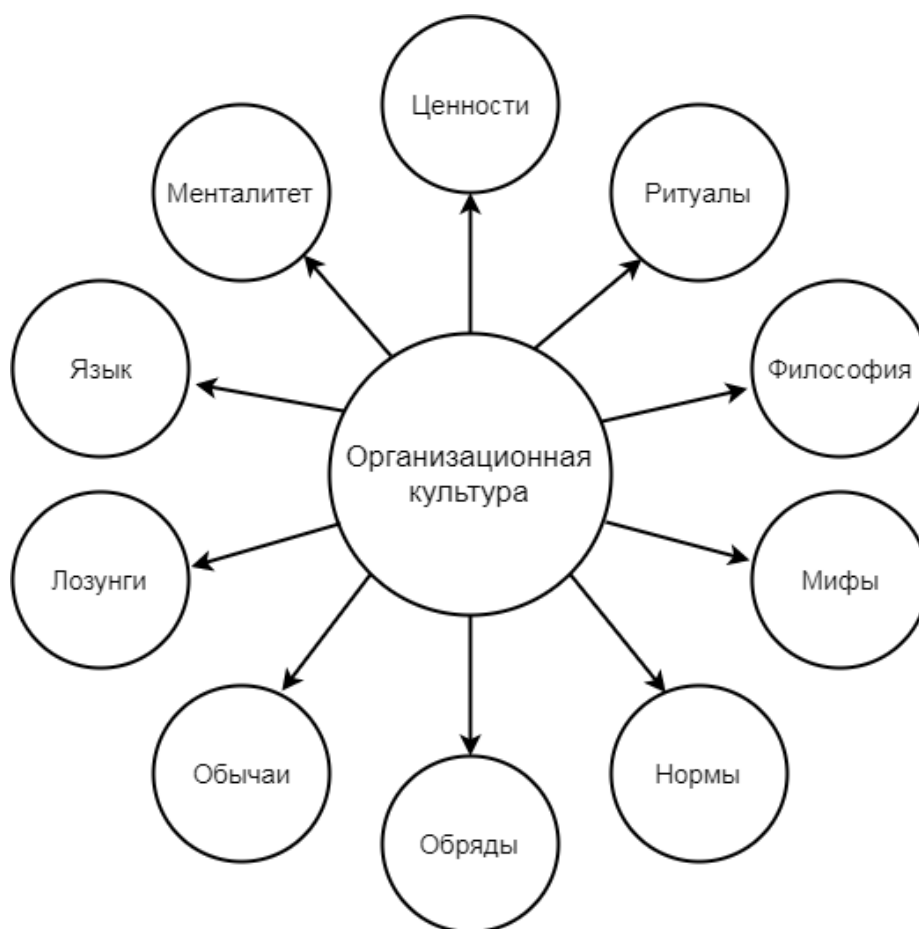 Ценности
Менталитет
Ритуалы
Язык
Философия
Организационная
культура
Лозунги
Мифы
Обычаи
Нормы
Обряды